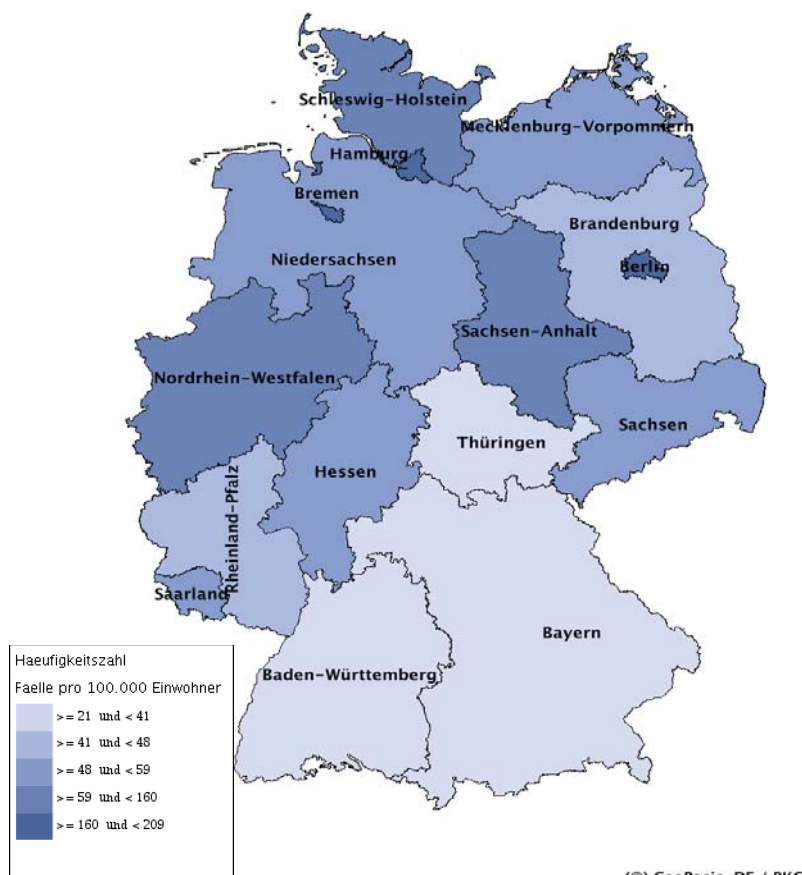 Schleswig-Holstein
Mecklenburg-Vorpommern
Hamburg
Bremen
Brandenburg
Niedersachsen
Berlin
Sachsen-Anhalt
Nordrhein-Westfalen
Sachsen
Thüringen
Hessen
Rheinland-Pfalz
Saarland
Bayern
Baden-Württemberg
Haeufigkeitszahl
Faelle pro 100.000 Einwohner
>= 21 und < 41
>= 41 und < 48
>= 48 und < 59
>= 59 und < 160
>= 160 und < 209